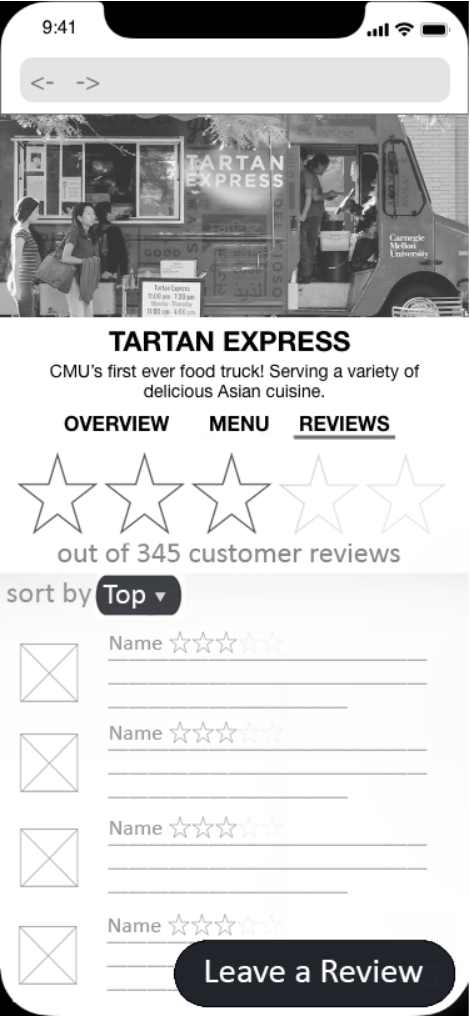 9:41
<- ->
TARTAN
EXPRESS
Carnegie
Mellon
University
GOOD
Tartan Express
11:00 am - 7:30 pm
Monday - Thursday
11:00 am - 4:00 pm
TARTAN EXPRESS
CMU's first ever food truck! Serving a variety of
delicious Asian cuisine.
OVERVIEW MENU REVIEWS
out of 345 customer reviews
sort by Top ▼
Name
Name
Name
Name
Leave a Review